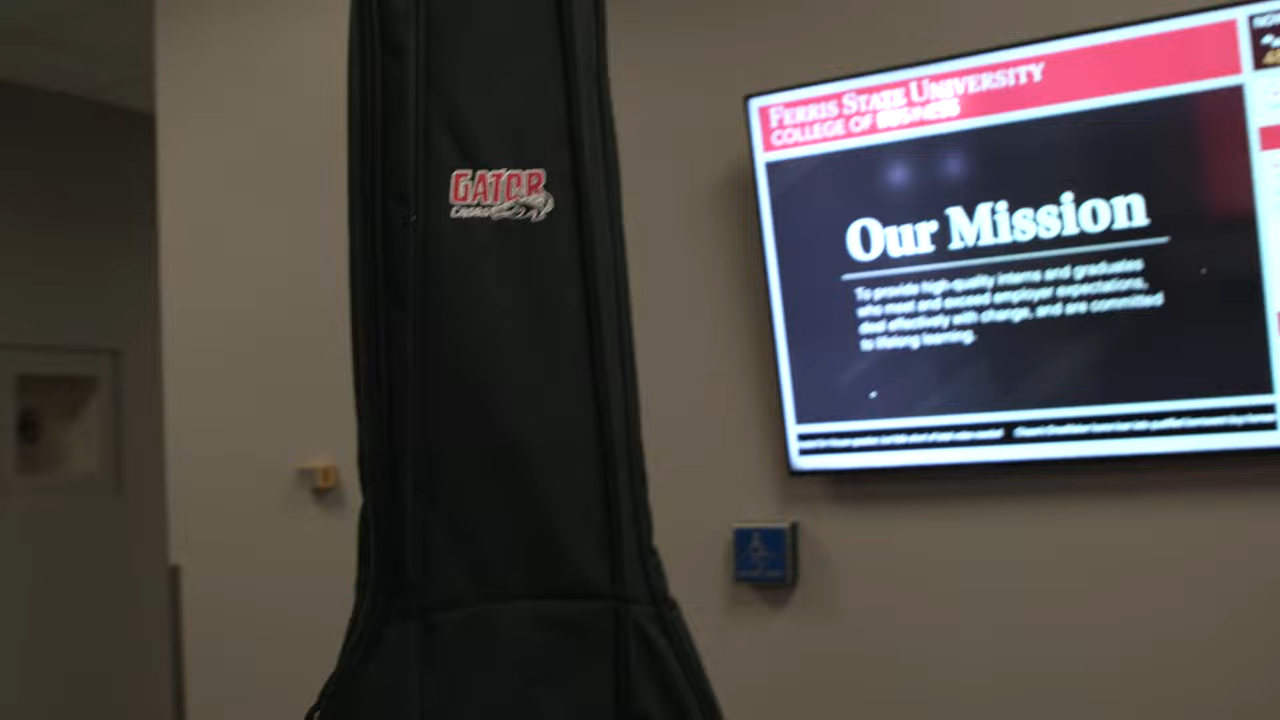 GATOR
CASES
FERRIS STATE UNIVERSITY
COLLEGE OF BUSINESS
Our Mission
To provide high-quality interns and graduates
who meet and exceed employer expectations,
deal effectively with change, and are committed
to lifelong learning.